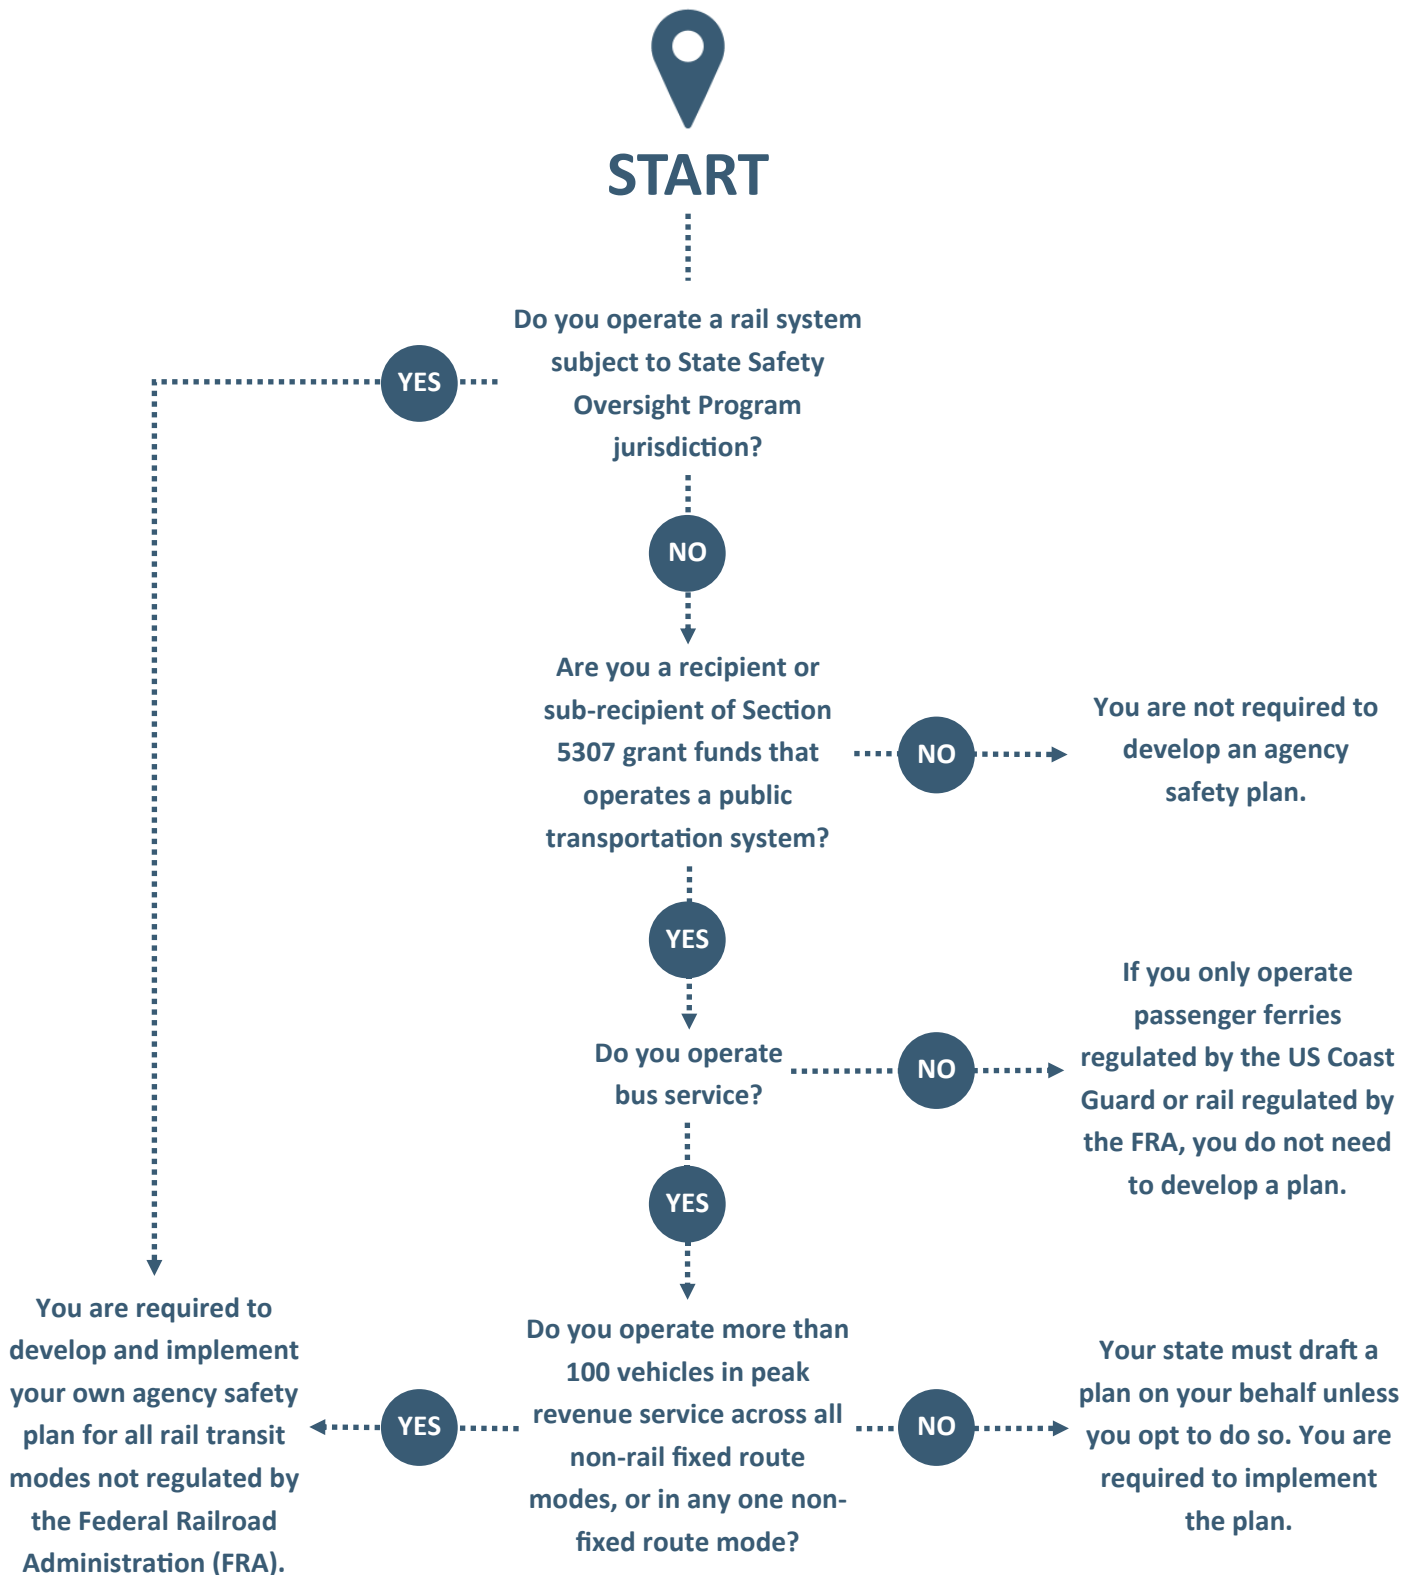 START
Do you operate a rail system
subject to State Safety
Oversight Program
jurisdiction?
YES
NO
Are you a recipient or
sub-recipient of Section
5307 grant funds that
operates a public
transportation system?
NO
You are not required to
develop an agency
safety plan.
YES
Do you operate
bus service?
NO
If you only operate
passenger ferries
regulated by the US Coast
Guard or rail regulated by
the FRA, you do not need
to develop a plan.
YES
Do you operate more than
100 vehicles in peak
revenue service across all
non-rail fixed route
modes, or in any one non-
fixed route mode?
YES
You are required to
develop and implement
your own agency safety
plan for all rail transit
modes not regulated by
the Federal Railroad
Administration (FRA).
NO
Your state must draft a
plan on your behalf unless
you opt to do so. You are
required to implement
the plan.